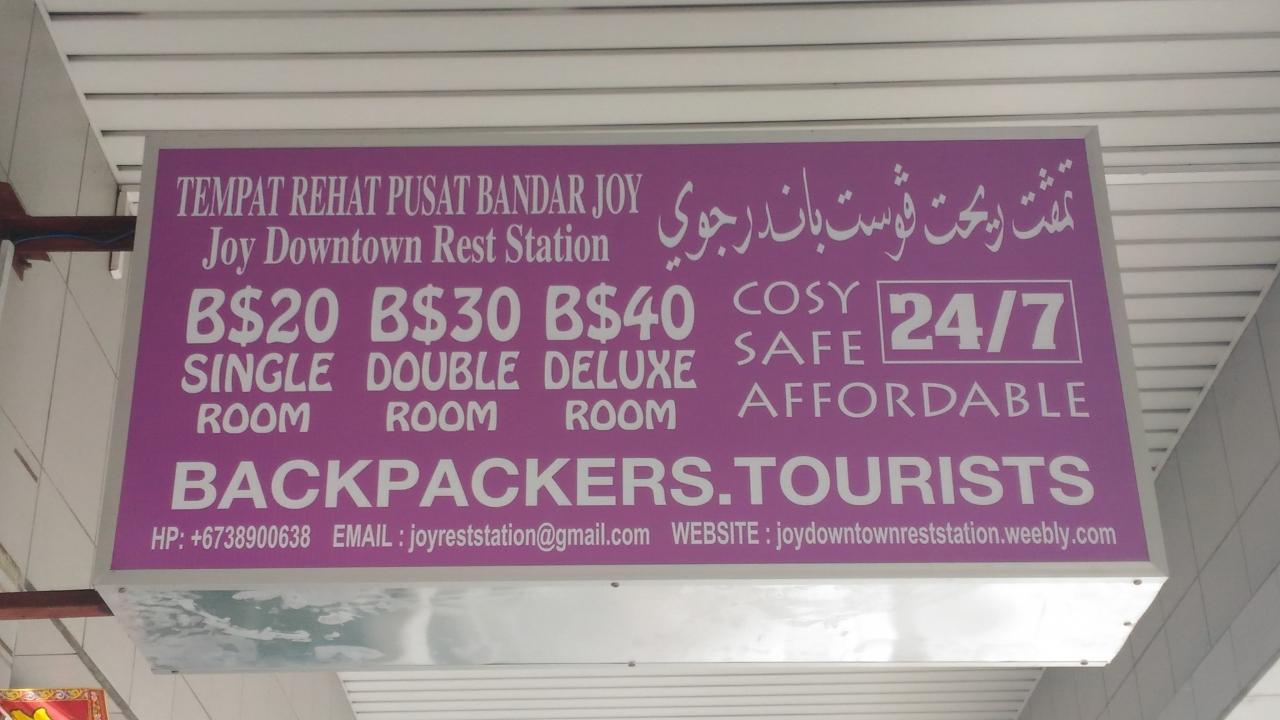 TEMPAT REHAT PUSAT BANDAR JOY
Joy Downtown Rest Station
تمڤت ريحت ڤوست باندر جوي
B$20 B$30 B$40
SINGLE DOUBLE DELUXE
ROOM ROOM ROOM
COSY
SAFE
24/7
AFFORDABLE
BACKPACKERS.TOURISTS
HP: +6738900638 EMAIL : joyreststation@gmail.com WEBSITE : joydowntownreststation.weebly.com